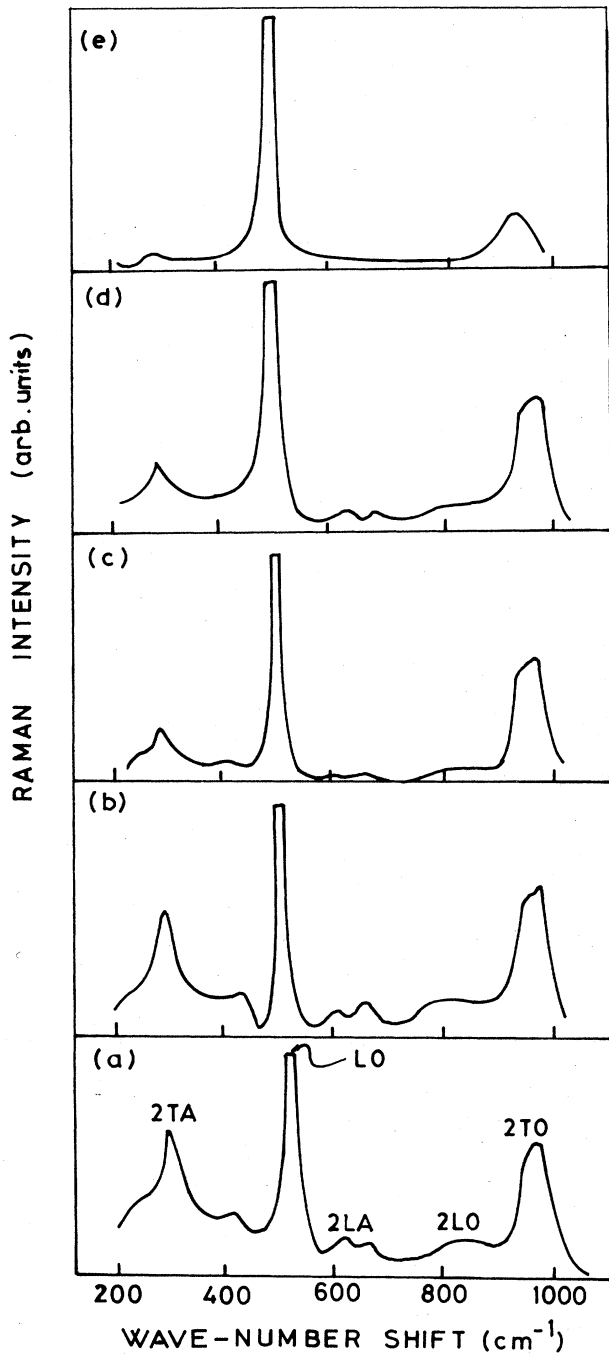 (e)
(d)
(c)
(b)
(a)
LO
2TA
2TO
2LA
2LO
200 400 600 800 1000
WAVE-NUMBER SHIFT (cm⁻¹)
RAMAN INTENSITY (arb. units)